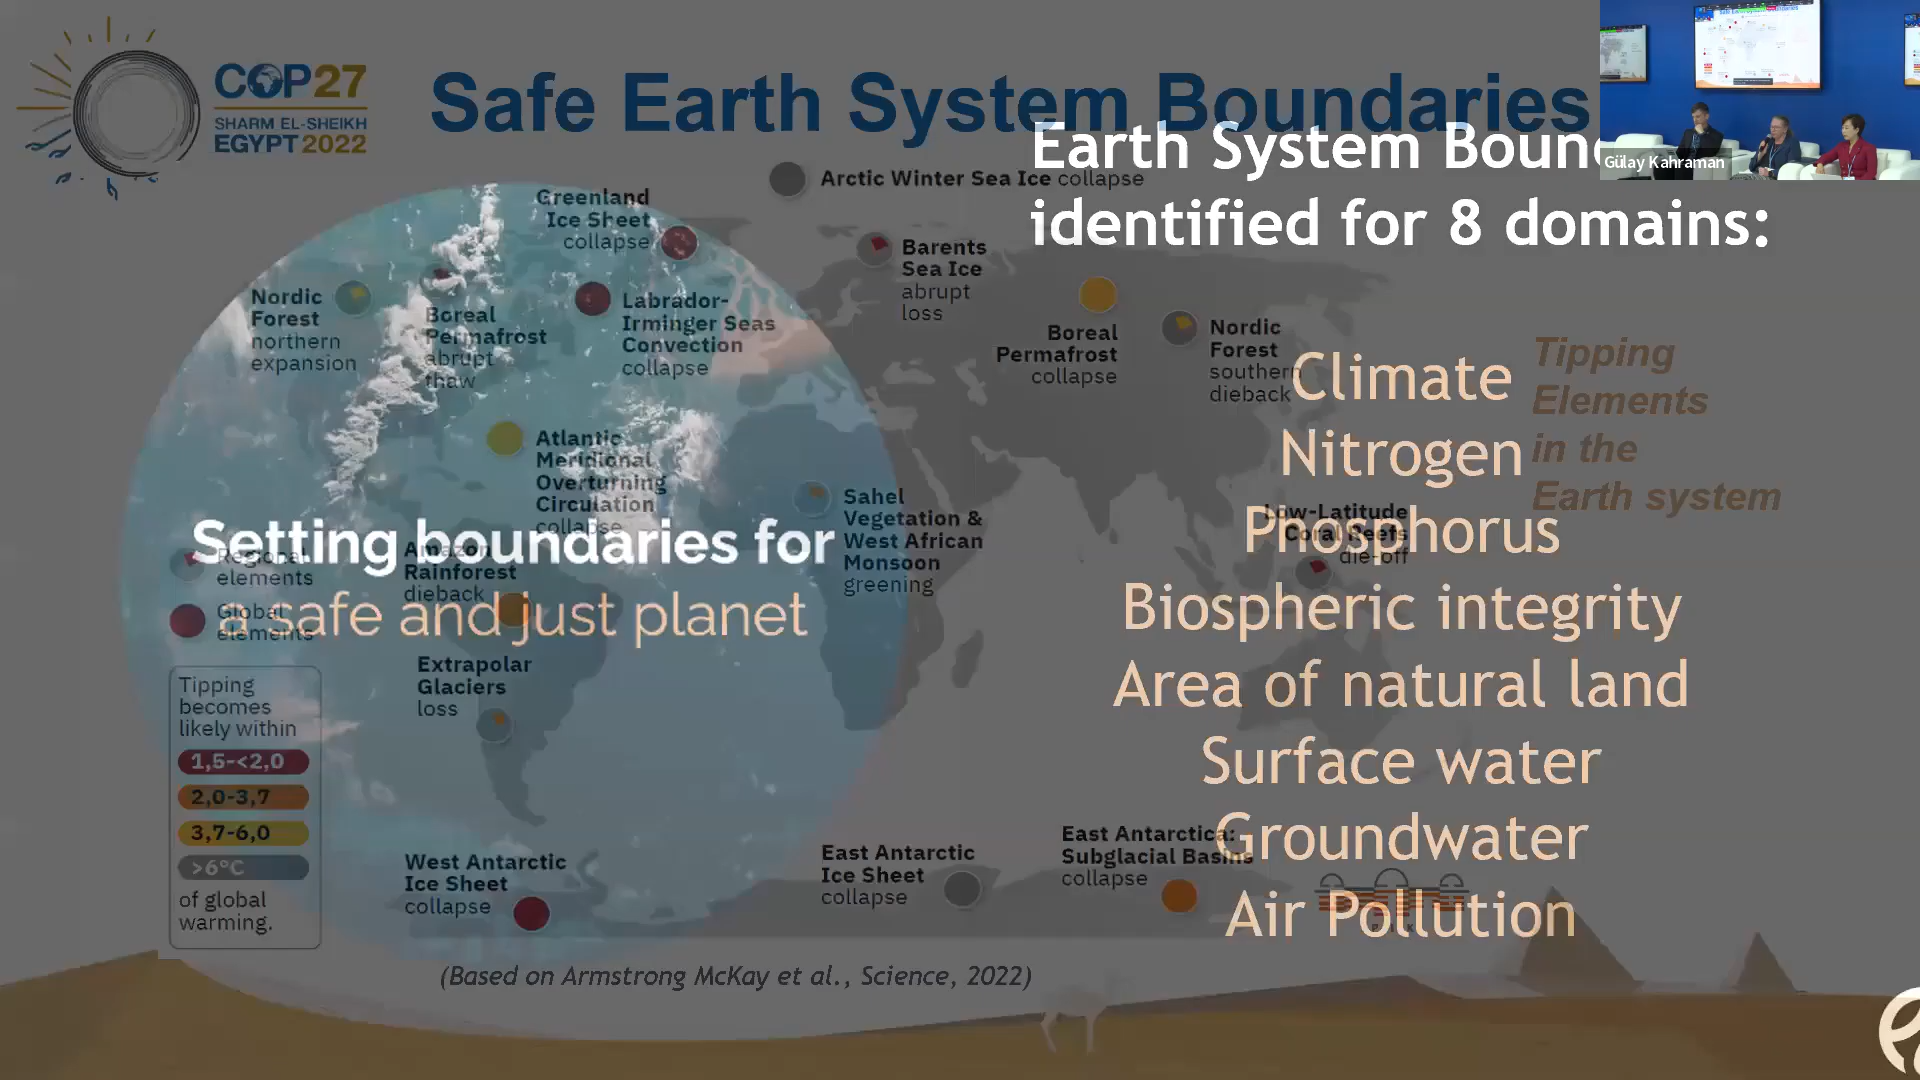 COP27
SHARM EL-SHEIKH
EGYPT 2022
Safe Earth System Boundaries
Gülay Kahraman
Earth System Boun
identified for 8 domains:
Arctic Winter Sea Ice collapse
Greenland
Ice Sheet
collapse
Barents
Sea Ice
abrupt
loss
Nordic
Forest
northern
expansion
Boreal
Permafrost
abrupt
thaw
Labrador-
Irminger Seas
Convection
collapse
Boreal
Permafrost
collapse
Nordic
Forest
southern
dieback
Tipping
Elements
in the
Earth system
Climate
Nitrogen
Phosphorus
Biospheric integrity
Area of natural land
Surface water
Groundwater
Air Pollution
Atlantic
Meridional
Overturning
Circulation
collapse
Sahel
Vegetation &
West African
Monsoon
greening
Low-Latitude
Coral Reefs
die-off
Setting boundaries for
a safe and just planet
Regional
elements
Global
elements
Amazon
Rainforest
dieback
Extrapolar
Glaciers
loss
Tipping
becomes
likely within
1,5-<2,0
2,0-3,7
3,7-6,0
>6°C
of global
warming.
West Antarctic
Ice Sheet
collapse
East Antarctic
Ice Sheet
collapse
East Antarctica:
Subglacial Basins
collapse
(Based on Armstrong McKay et al., Science, 2022)